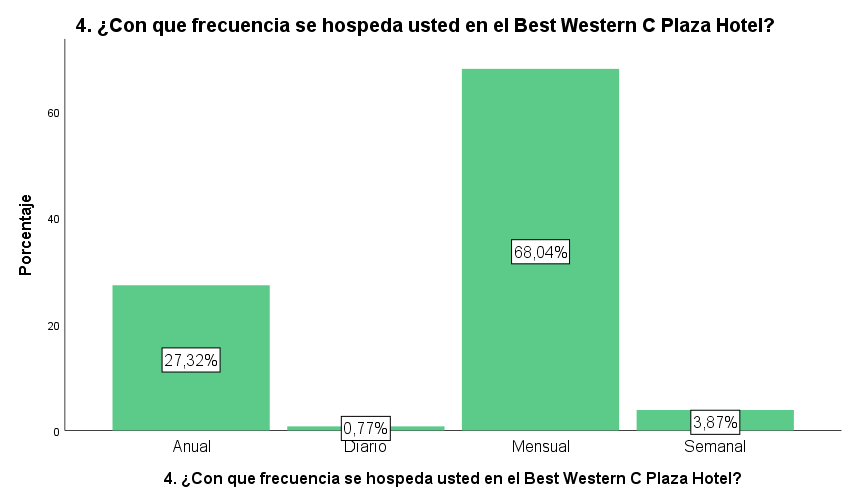 4. ¿Con que frecuencia se hospeda usted en el Best Western C Plaza Hotel?
Porcentaje
60
40
20
0
27,32%
0,77%
68,04%
3,87%
Anual
Diario
Mensual
Semanal
4. ¿Con que frecuencia se hospeda usted en el Best Western C Plaza Hotel?